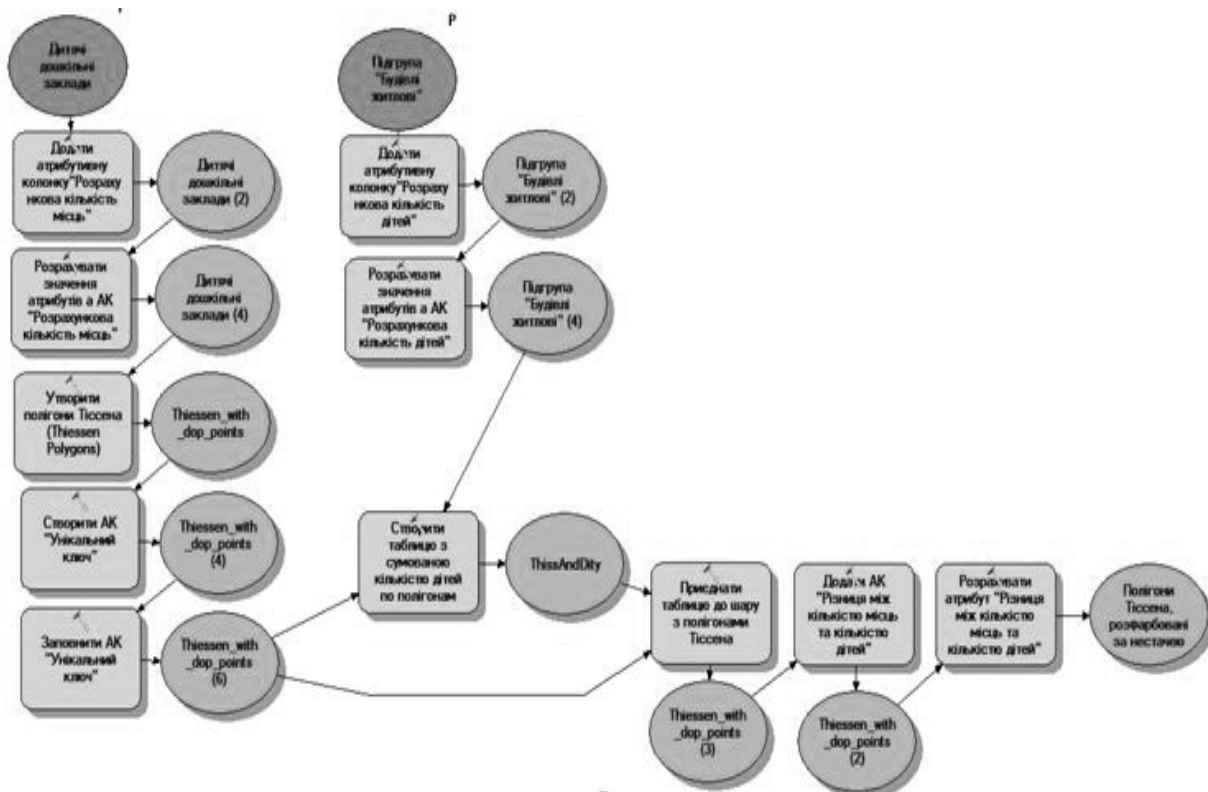 Р
Дитячі
дошкільні
заклади
Додати
атрибутивну
колонку"Розраху
нкова кількість
місць"
Дитячі
дошкільні
заклади (2)
Розрахувати
значення
атрибутів а АК
"Розрахункова
кількість місць"
Дитячі
дошкільні
заклади (4)
Утворити
полігони Тіссена
(Thiessen
Polygons)
Thiessen_with
_dop_points
Створити АК
"Унікальний
ключ"
Thiessen_with
_dop_points
(4)
Заповнити АК
"Унікальний
ключ"
Thiessen_with
_dop_points
(6)
Підгрупа
"Будівлі
житлові"
Додати
атрибутивну
колонку"Розраху
нкова кількість
дітей"
Підгрупа
"Будівлі
житлові" (2)
Розрахувати
значення
атрибутів а АК
"Розрахункова
кількість дітей"
Підгрупа
"Будівлі
житлові" (4)
Створити
таблицю з
сумованою
кількістю дітей
по полігонам
ThissAndDity
Приєднати
таблицю до шару
з полігонами
Тіссена
Thiessen_with
_dop_points
(3)
Додати АК
"Різниця між
кількістю місць
та кількістю
дітей"
Thiessen_with
_dop_points
(2)
Розрахувати
атрибут "Різниця
між кількістю
місць та
кількістю дітей"
Полігони
Тіссена,
розфарбовані
за нестачею